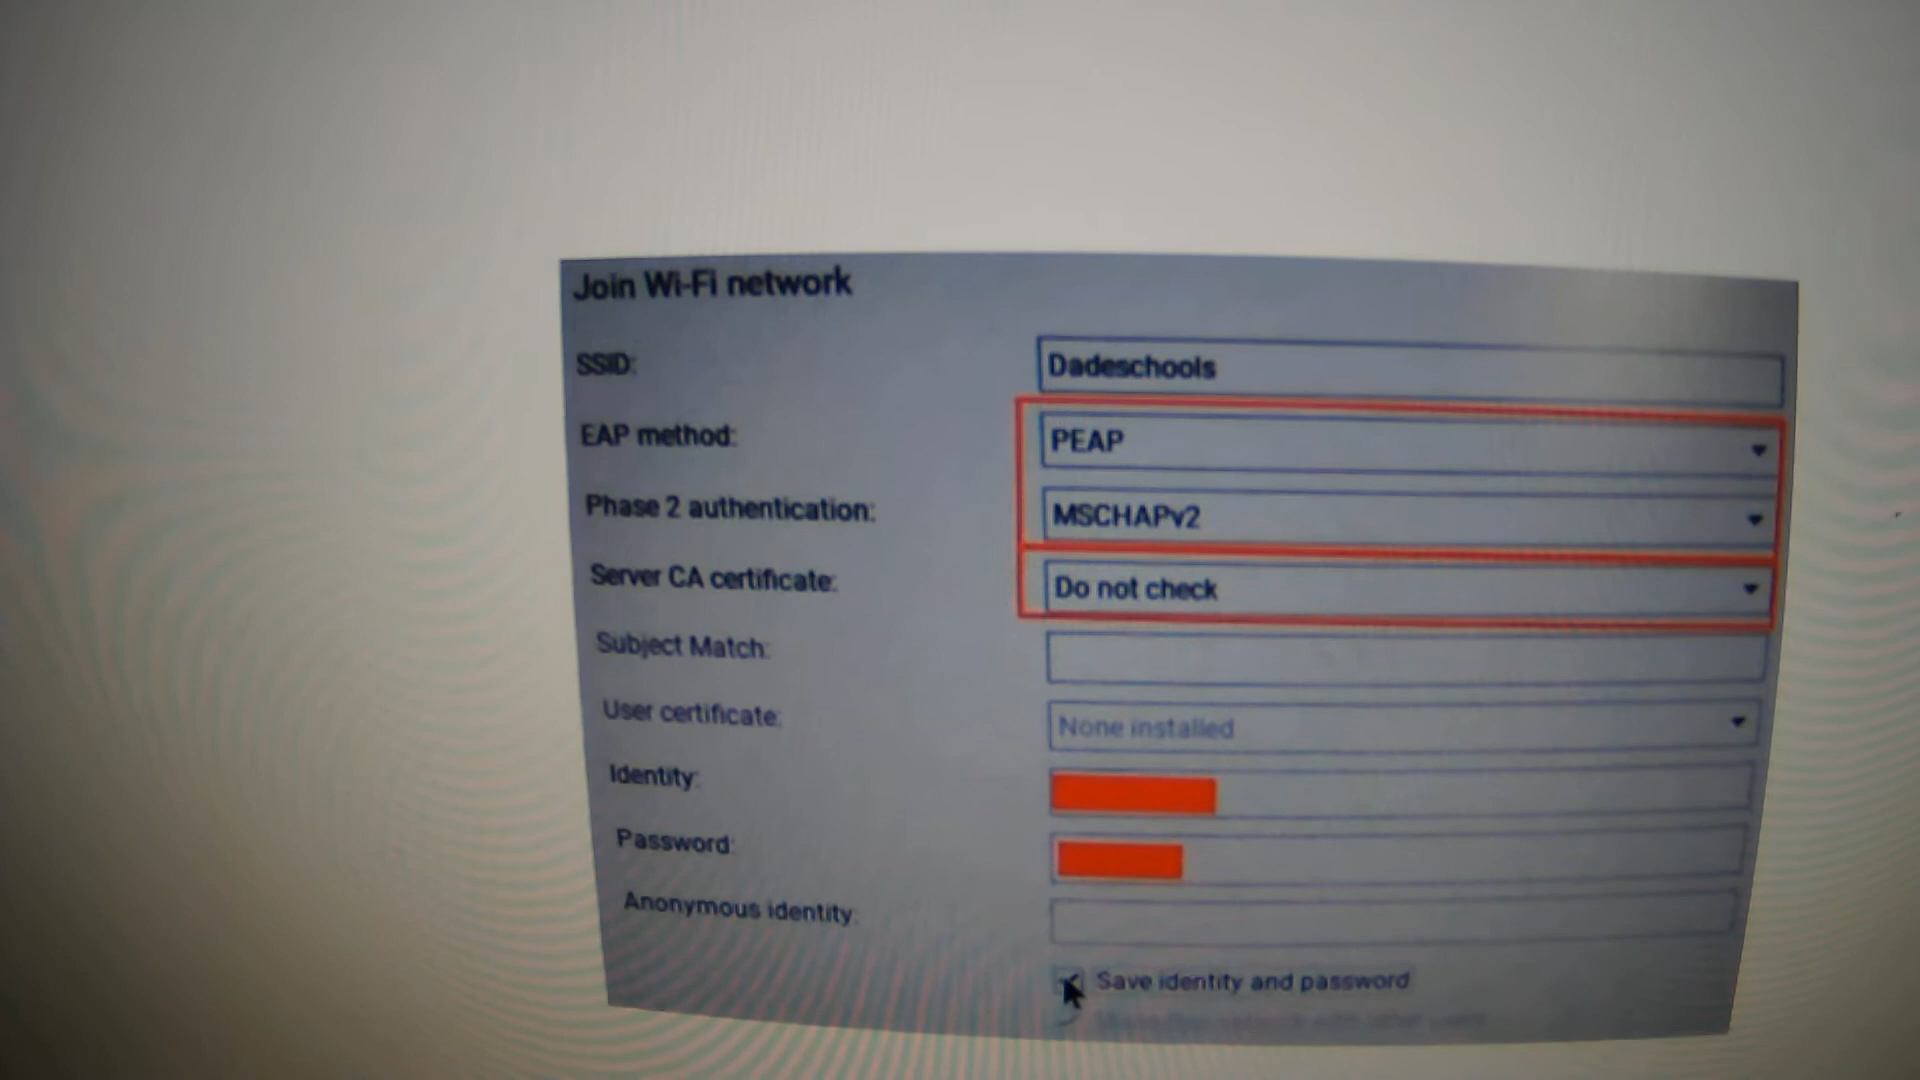 Join Wi-Fi network
SSID: Dadeschools
EAP method: PEAP
Phase 2 authentication: MSCHAPv2
Server CA certificate: Do not check
Subject Match:
User certificate: None installed
Identity:
Password:
Anonymous identity:
Save identity and password